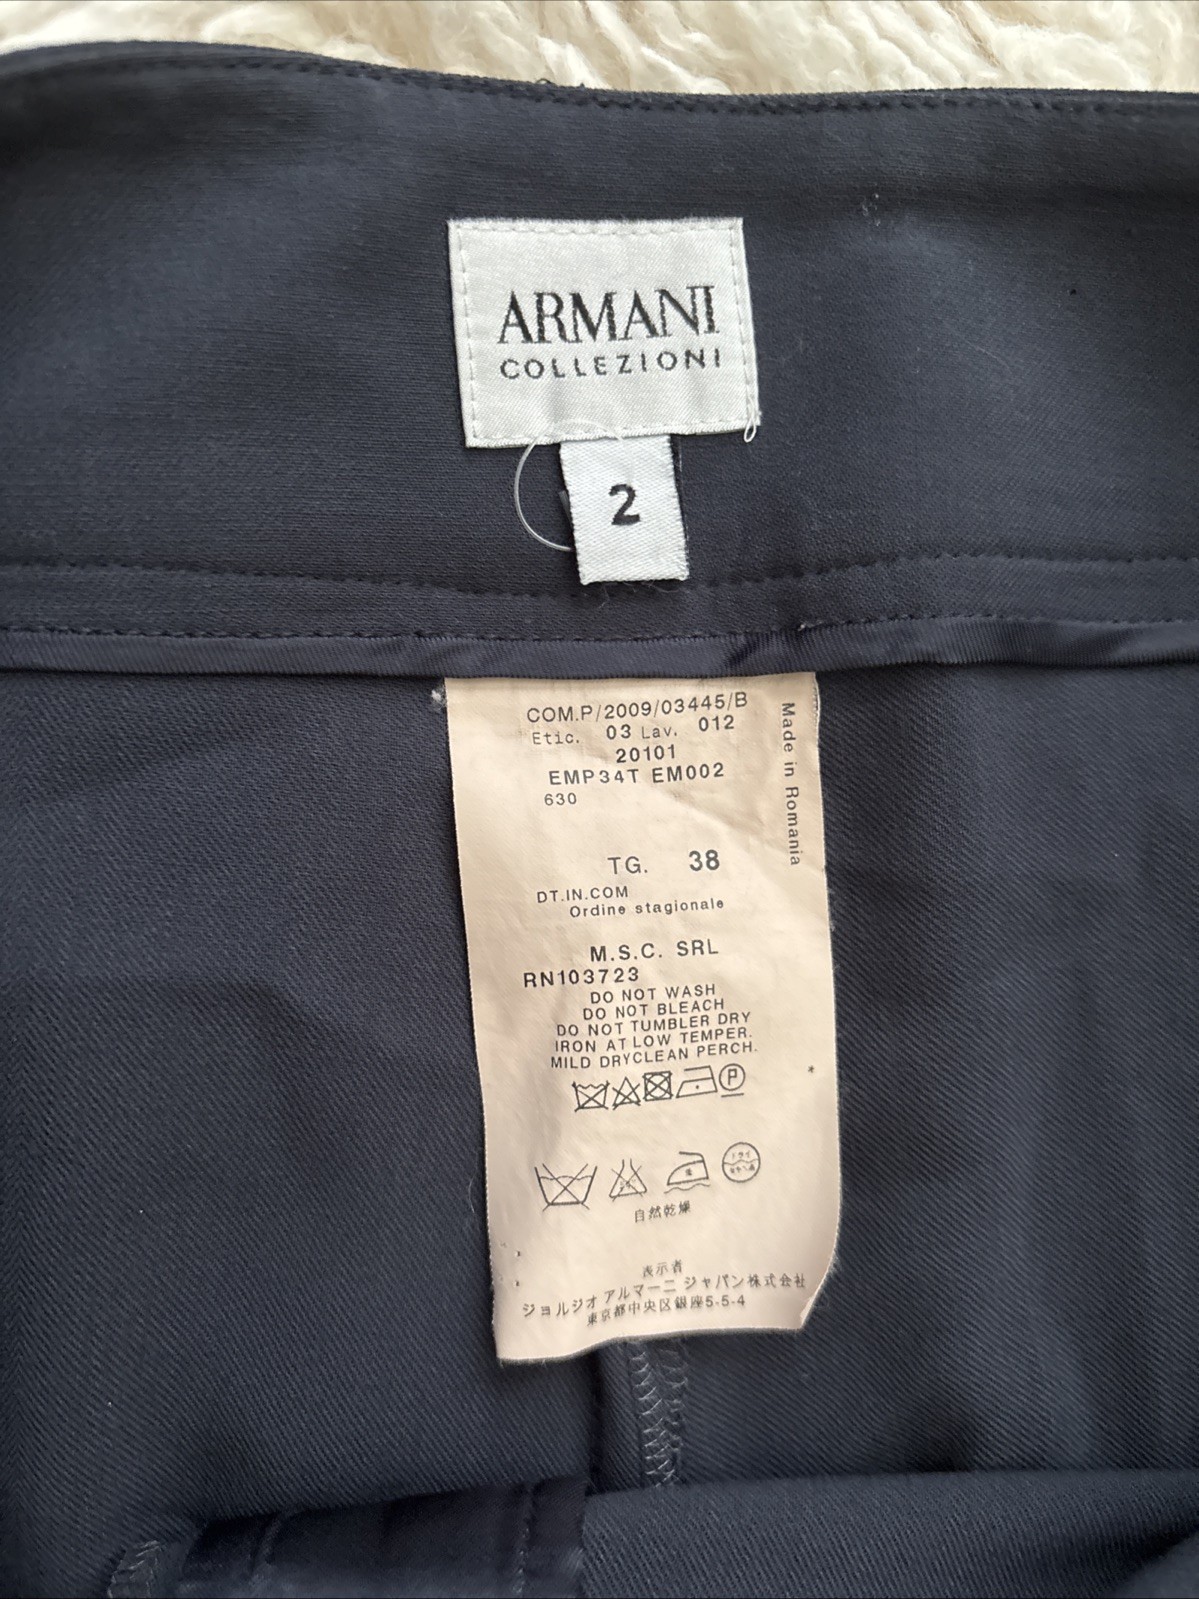 ARMANI
COLLEZIONI
2
COM.P/2009/03445/B
Etic. 03 Lav. 012
20101
EMP34T EM002
630
Made in Romania
TG. 38
DT.IN.COM
Ordine stagionale
M.S.C. SRL
RN103723
DO NOT WASH
DO NOT BLEACH
DO NOT TUMBLER DRY
IRON AT LOW TEMPER.
MILD DRYCLEAN PERCH.
P
自然乾燥
表示者
ジョルジオ アルマーニ ジャパン株式会社
東京都中央区銀座5-5-4